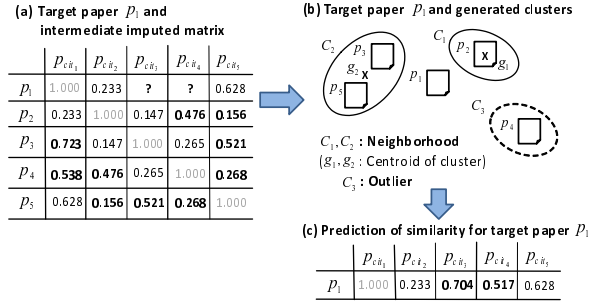 (a) Target paper p1 and
intermediate imputed matrix
pcit1 pcit2 pcit3 pcit4 pcit5
p1 1.000 0.233 ? ? 0.628
p2 0.233 1.000 0.147 0.476 0.156
p3 0.723 0.147 1.000 0.265 0.521
p4 0.538 0.476 0.265 1.000 0.268
p5 0.628 0.156 0.521 0.268 1.000
(b) Target paper p1 and generated clusters
C2 p3 g2 x p5
p1
C1 p2 x g1
C3 p4
C1, C2 : Neighborhood
(g1, g2 : Centroid of cluster)
C3 : Outlier
(c) Prediction of similarity for target paper p1
pcit1 pcit2 pcit3 pcit4 pcit5
p1 1.000 0.233 0.704 0.517 0.628